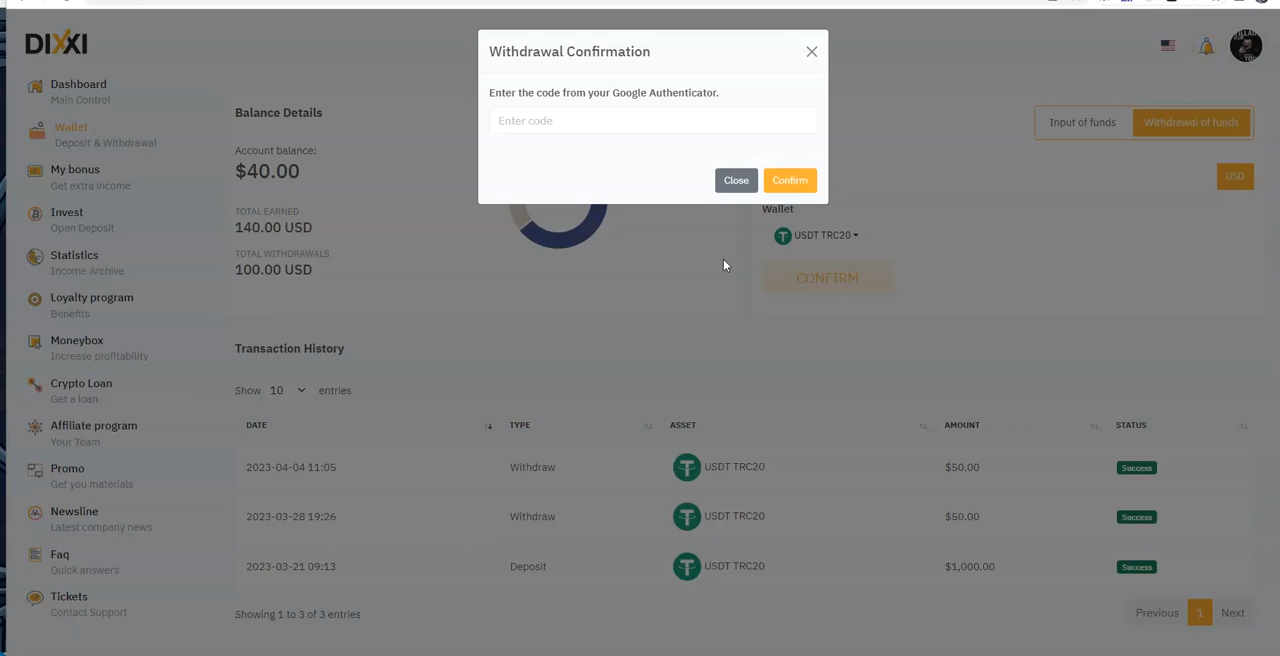 DIXXI
Dashboard
Main Control
Wallet
Deposit & Withdrawal
My bonus
Get extra income
Invest
Open Deposit
Statistics
Income Archive
Loyalty program
Benefits
Moneybox
Increase profitability
Crypto Loan
Get a loan
Affiliate program
Your Team
Promo
Get you materials
Newsline
Latest company news
Faq
Quick answers
Tickets
Contact Support
Withdrawal Confirmation
Enter the code from your Google Authenticator.
Enter code
Close Confirm
Balance Details
Account balance:
$40.00
TOTAL EARNED
140.00 USD
TOTAL WITHDRAWALS
100.00 USD
Input of funds Withdrawal of funds
USD
Wallet
USDT TRC20
CONFIRM
Transaction History
Show 10 entries
DATE TYPE ASSET AMOUNT STATUS
2023-04-04 11:05 Withdraw USDT TRC20 $50.00 Success
2023-03-28 19:26 Withdraw USDT TRC20 $50.00 Success
2023-03-21 09:13 Deposit USDT TRC20 $1,000.00 Success
Showing 1 to 3 of 3 entries
Previous 1 Next